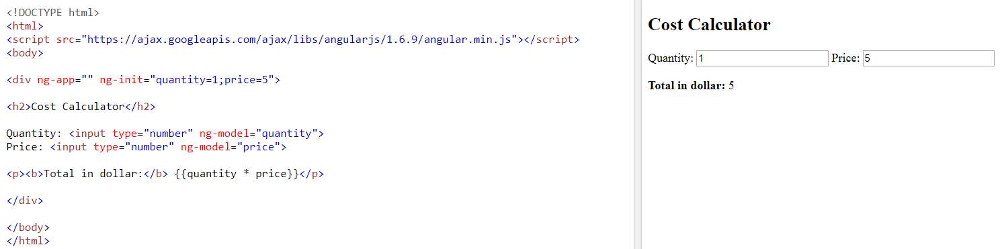 <!DOCTYPE html>
<html>
<script src="https://ajax.googleapis.com/ajax/libs/angularjs/1.6.9/angular.min.js"></script>
<body>
<div ng-app="" ng-init="quantity=1;price=5">
<h2>Cost Calculator</h2>
Quantity: <input type="number" ng-model="quantity">
Price: <input type="number" ng-model="price">
<p><b>Total in dollar:</b> {{quantity * price}}</p>
</div>
</body>
</html>
Cost Calculator
Quantity: 1 Price: 5
Total in dollar: 5